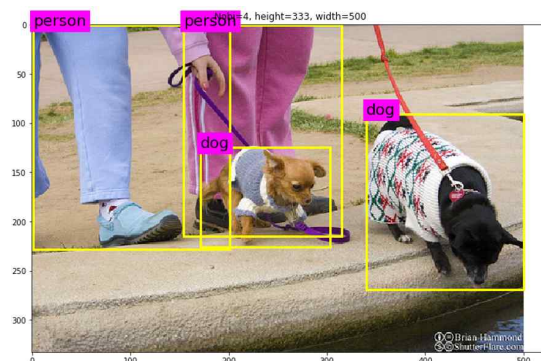 Nobj=4, height=333, width=500
person
person
dog
dog
0
50
100
150
200
250
300
0 100 200 300 400 500
Brian Hammond
ShutterFlare.com